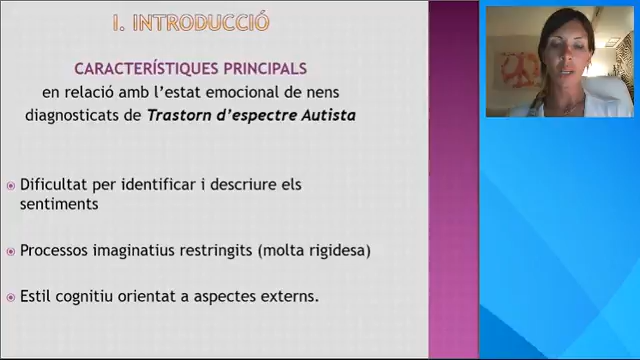 I. INTRODUCCIÓ
CARACTERÍSTIQUES PRINCIPALS
en relació amb l'estat emocional de nens
diagnosticats de Trastorn d'espectre Autista
Dificultat per identificar i descriure els
sentiments
Processos imaginatius restringits (molta rigidesa)
Estil cognitiu orientat a aspectes externs.